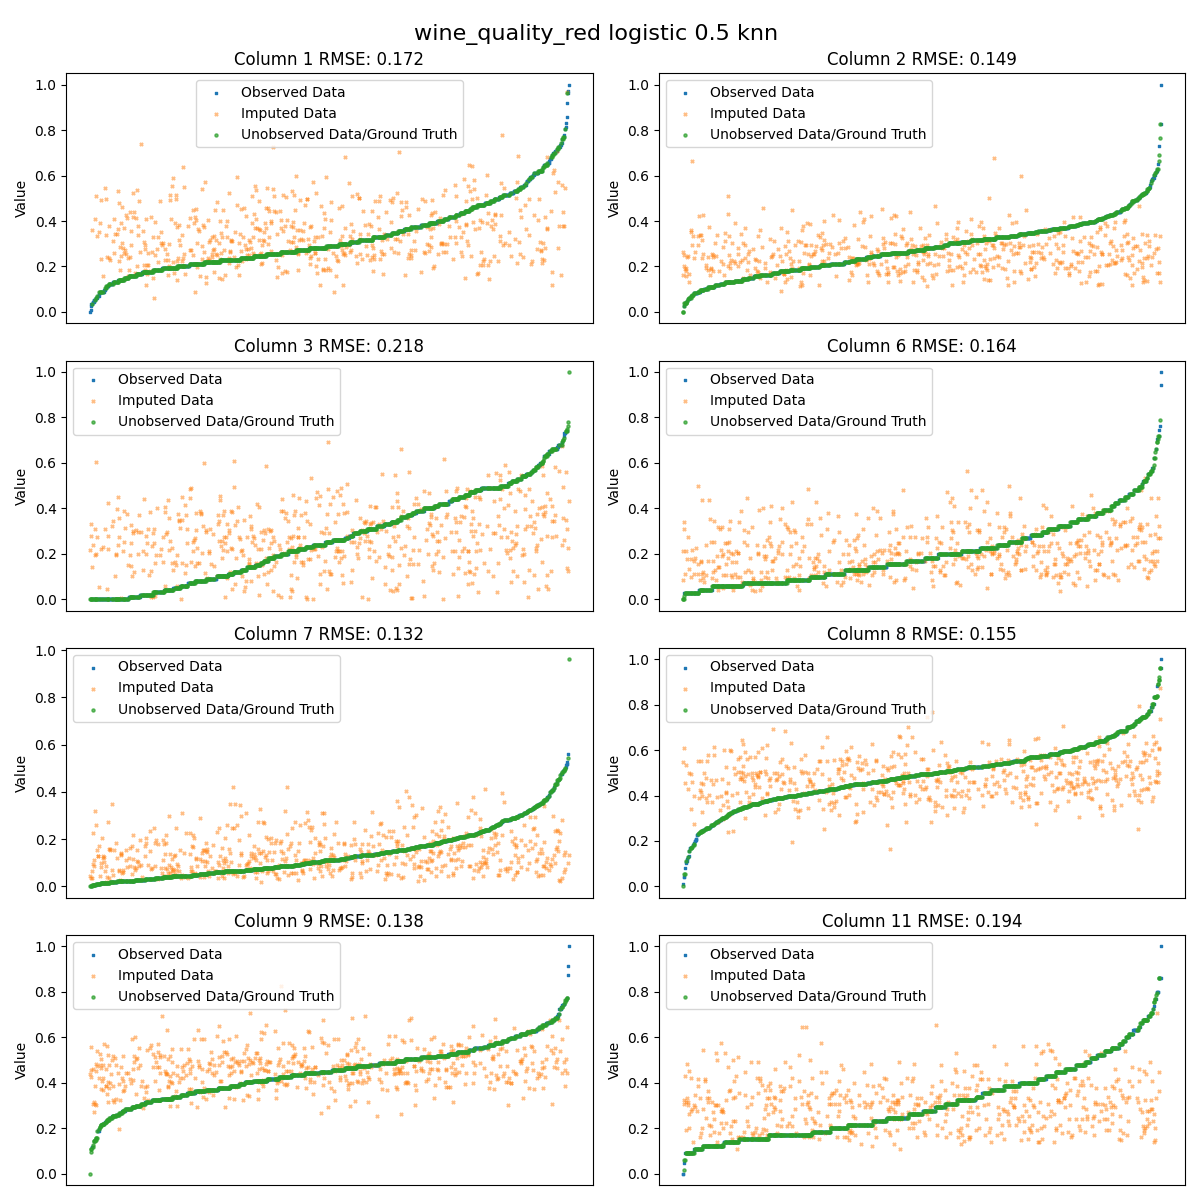 wine_quality_red logistic 0.5 knn
Column 1 RMSE: 0.172
Value
1.0
0.8
0.6
0.4
0.2
0.0
Observed Data
Imputed Data
Unobserved Data/Ground Truth
Column 2 RMSE: 0.149
Value
1.0
0.8
0.6
0.4
0.2
0.0
Observed Data
Imputed Data
Unobserved Data/Ground Truth
Column 3 RMSE: 0.218
Value
1.0
0.8
0.6
0.4
0.2
0.0
Observed Data
Imputed Data
Unobserved Data/Ground Truth
Column 6 RMSE: 0.164
Value
1.0
0.8
0.6
0.4
0.2
0.0
Observed Data
Imputed Data
Unobserved Data/Ground Truth
Column 7 RMSE: 0.132
Value
1.0
0.8
0.6
0.4
0.2
0.0
Observed Data
Imputed Data
Unobserved Data/Ground Truth
Column 8 RMSE: 0.155
Value
1.0
0.8
0.6
0.4
0.2
0.0
Observed Data
Imputed Data
Unobserved Data/Ground Truth
Column 9 RMSE: 0.138
Value
1.0
0.8
0.6
0.4
0.2
0.0
Observed Data
Imputed Data
Unobserved Data/Ground Truth
Column 11 RMSE: 0.194
Value
1.0
0.8
0.6
0.4
0.2
0.0
Observed Data
Imputed Data
Unobserved Data/Ground Truth